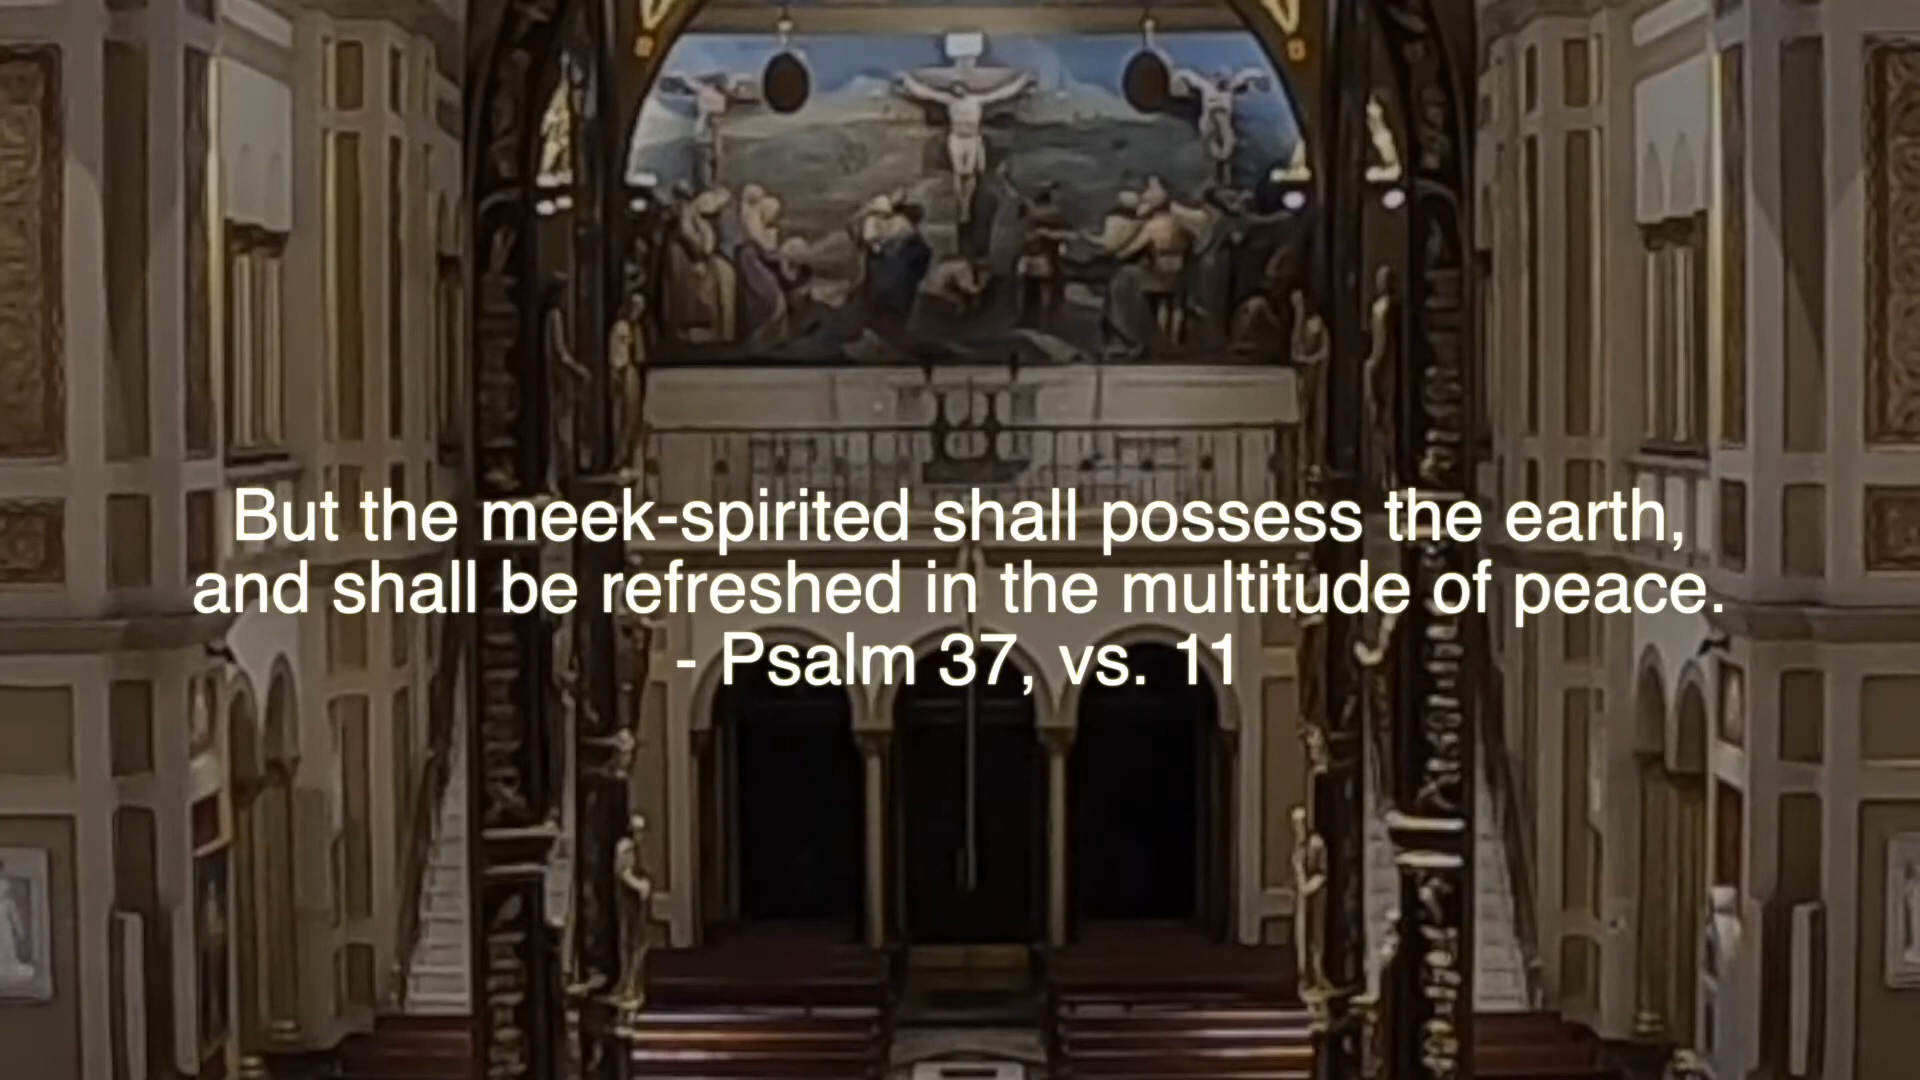 But the meek-spirited shall possess the earth,
and shall be refreshed in the multitude of peace.
- Psalm 37, vs. 11